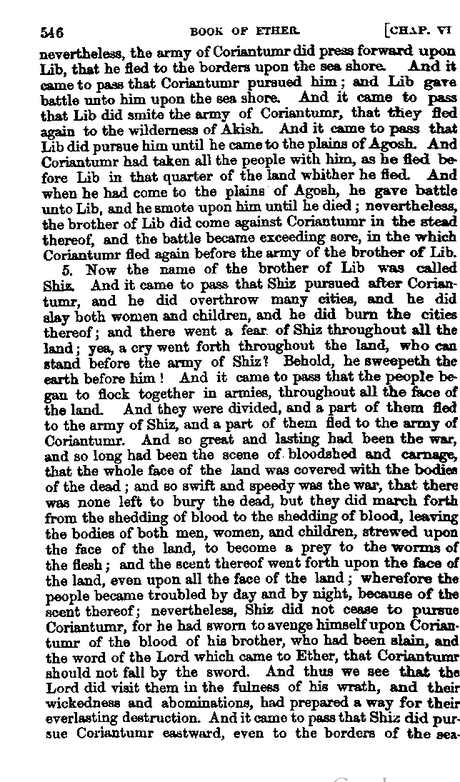 546 BOOK OF ETHER. [CHAP. VI
nevertheless, the army of Coriantumr did press forward upon
Lib, that he fled to the borders upon the sea shore. And it
came to pass that Coriantumr pursued him; and Lib gave
battle unto him upon the sea shore. And it came to pass
that Lib did smite the army of Coriantumr, that they fled
again to the wilderness of Akish. And it came to pass that
Lib did pursue him until he came to the plains of Agosh. And
Coriantumr had taken all the people with him, as he fled be-
fore Lib in that quarter of the land whither he fled. And
when he had come to the plains of Agosh, he gave battle
unto Lib, and he smote upon him until he died; nevertheless,
the brother of Lib did come against Coriantumr in the stead
thereof, and the battle became exceeding sore, in the which
Coriantumr fled again before the army of the brother of Lib.
5. Now the name of the brother of Lib was called
Shiz. And it came to pass that Shiz pursued after Corian-
tumr, and he did overthrow many cities, and he did
slay both women and children, and he did burn the cities
thereof; and there went a fear of Shiz throughout all the
land; yea, a cry went forth throughout the land, who can
stand before the army of Shiz? Behold, he sweepeth the
earth before him! And it came to pass that the people be-
gan to flock together in armies, throughout all the face of
the land. And they were divided, and a part of them fled
to the army of Shiz, and a part of them fled to the army of
Coriantumr. And so great and lasting had been the war,
and so long had been the scene of bloodshed and carnage,
that the whole face of the land was covered with the bodies
of the dead; and so swift and speedy was the war, that there
was none left to bury the dead, but they did march forth
from the shedding of blood to the shedding of blood, leaving
the bodies of both men, women, and children, strewed upon
the face of the land, to become a prey to the worms of
the flesh; and the scent thereof went forth upon the face of
the land, even upon all the face of the land; wherefore the
people became troubled by day and by night, because of the
scent thereof; nevertheless, Shiz did not cease to pursue
Coriantumr, for he had sworn to avenge himself upon Corian-
tumr of the blood of his brother, who had been slain, and
the word of the Lord which came to Ether, that Coriantumr
should not fall by the sword. And thus we see that the
Lord did visit them in the fulness of his wrath, and their
wickedness and abominations, had prepared a way for their
everlasting destruction. And it came to pass that Shiz did pur-
sue Coriantumr eastward, even to the borders of the sea-